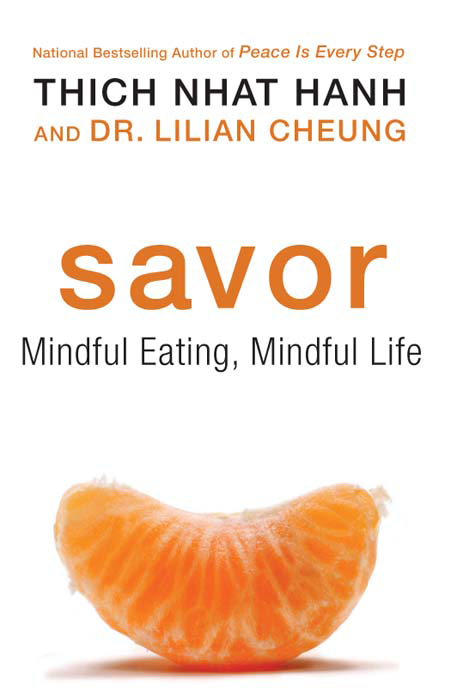 National Bestselling Author of Peace Is Every Step
THICH NHAT HANH
AND DR. LILIAN CHEUNG
savor
Mindful Eating, Mindful Life